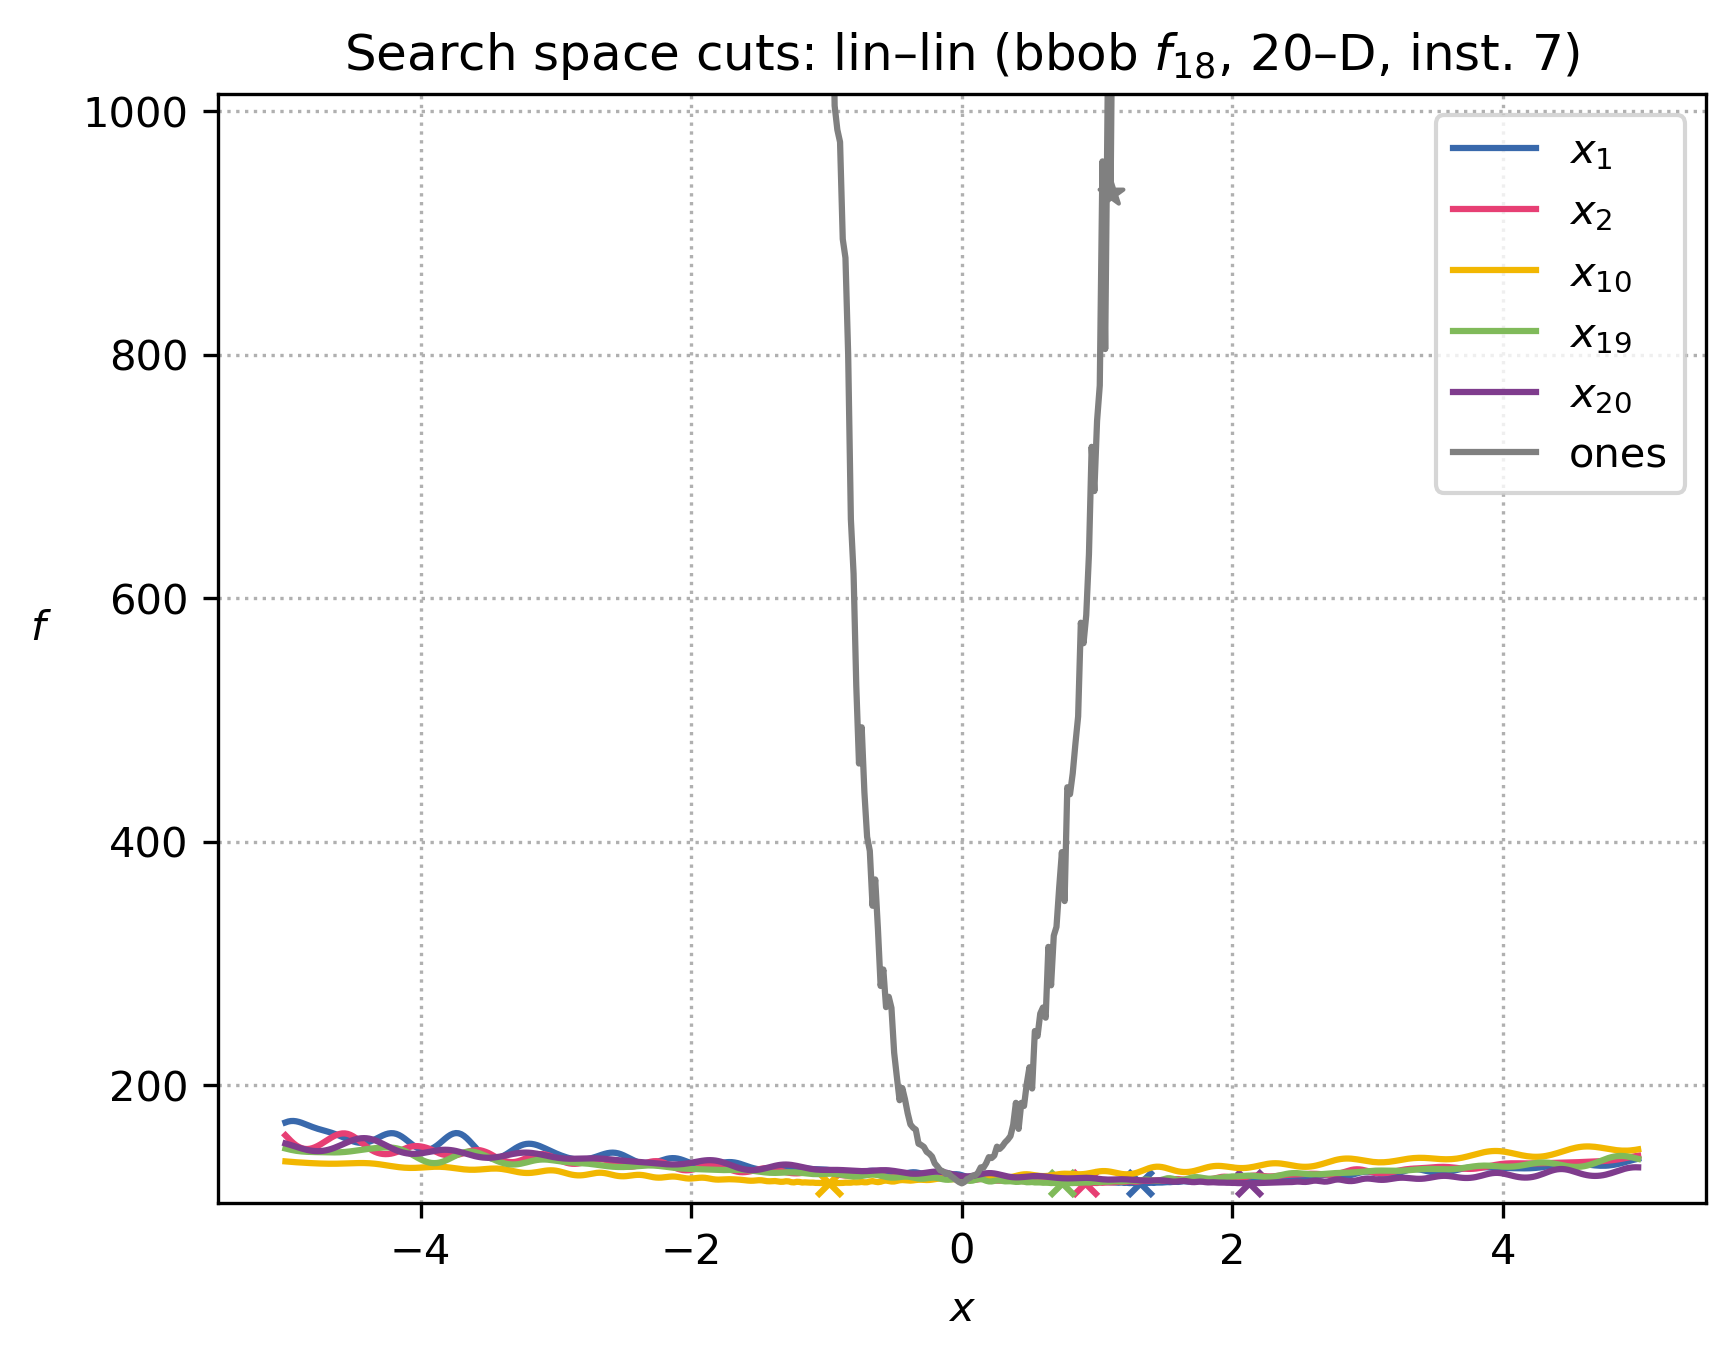 Search space cuts: lin–lin (bbob f₁₈, 20–D, inst. 7)
1000
800
600
400
200
f
−4
−2
0
2
4
x
x₁
x₂
x₁₀
x₁₉
x₂₀
ones